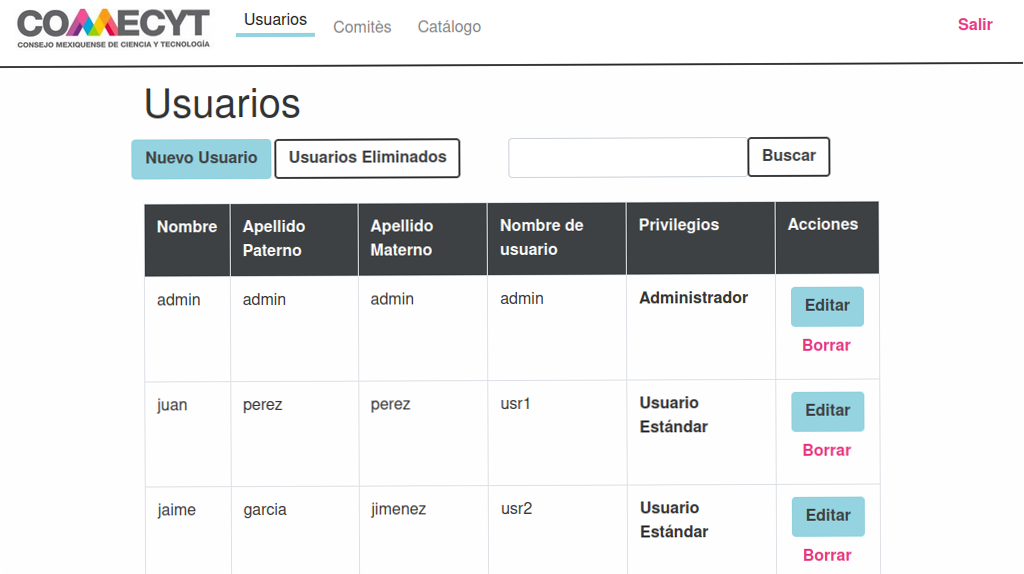 COMECYT
CONSEJO MEXIQUENSE DE CIENCIA Y TECNOLOGÍA
Usuarios
Comitès
Catálogo
Salir
Usuarios
Nuevo Usuario
Usuarios Eliminados
Buscar
Nombre
Apellido
Paterno
Apellido
Materno
Nombre de
usuario
Privilegios
Acciones
admin
admin
admin
admin
Administrador
Editar
Borrar
juan
perez
perez
usr1
Usuario
Estándar
Editar
Borrar
jaime
garcia
jimenez
usr2
Usuario
Estándar
Editar
Borrar